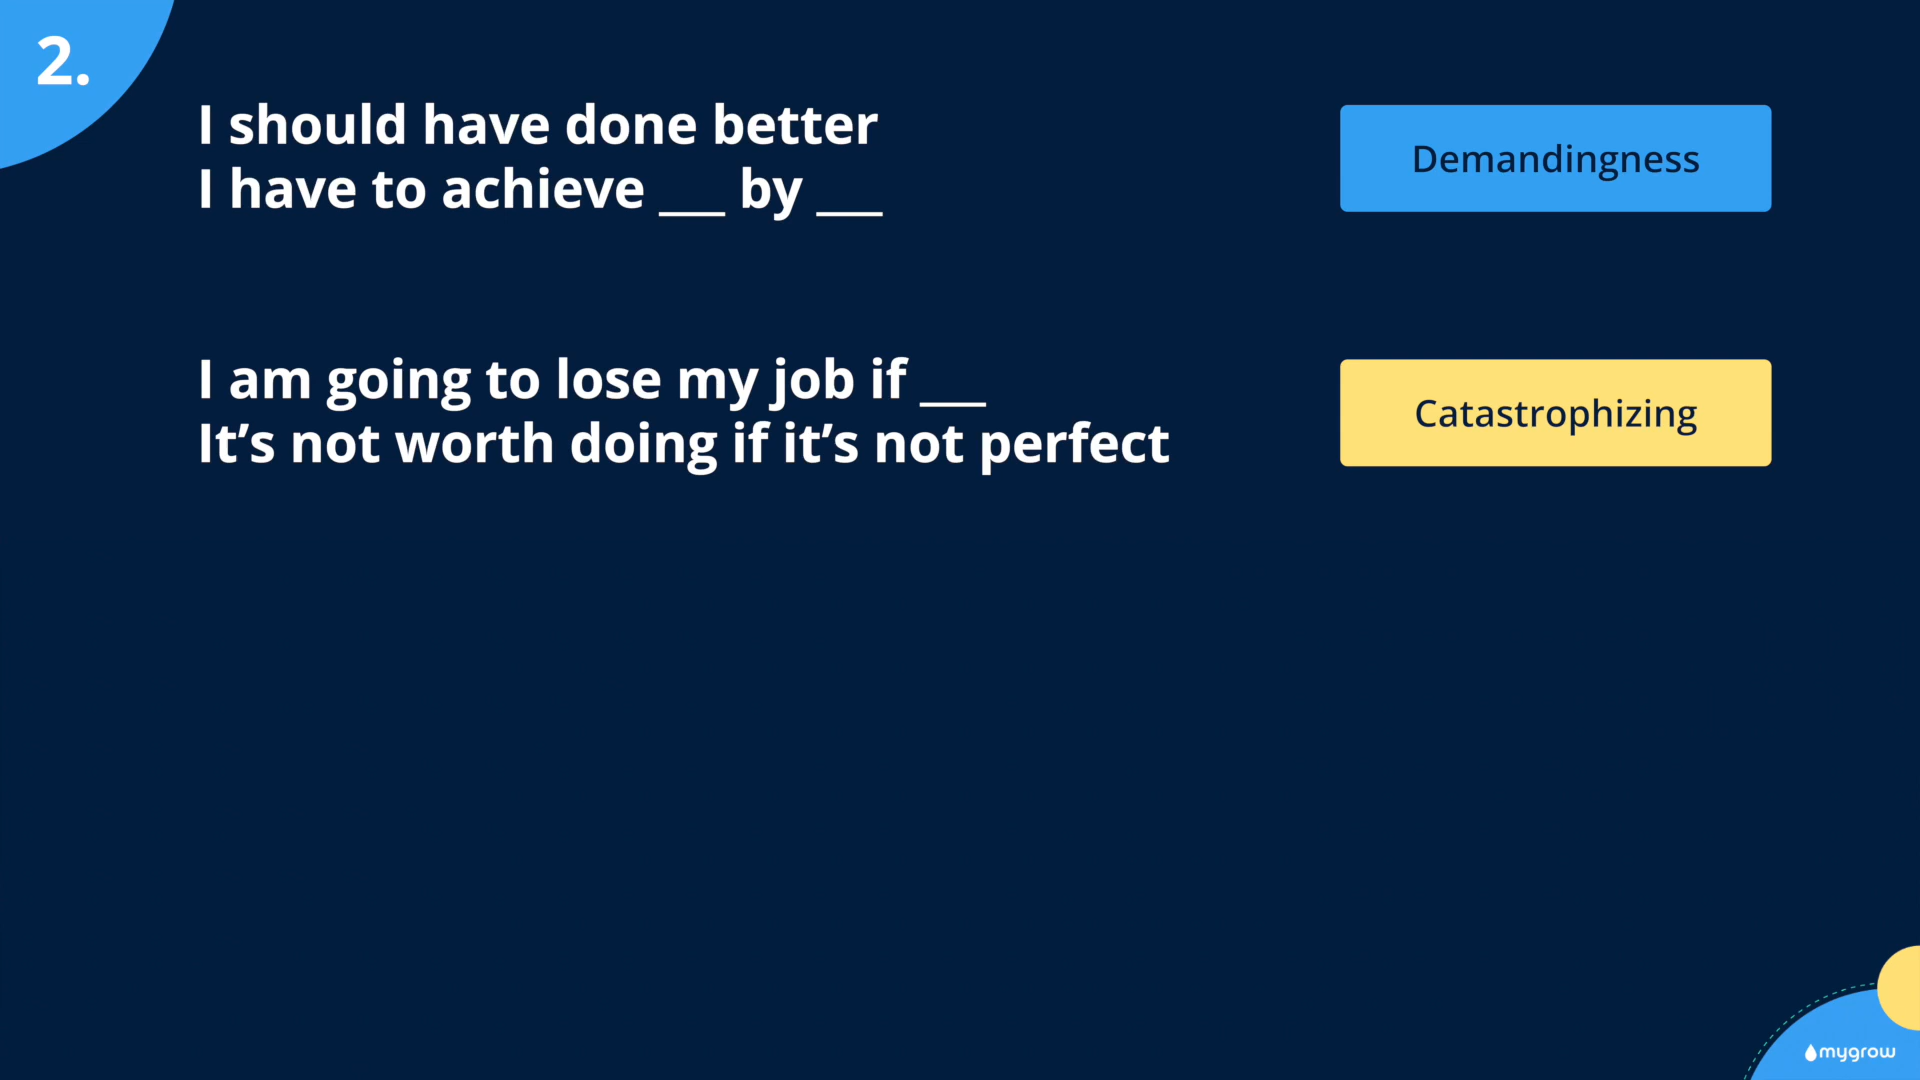 2.
I should have done better
I have to achieve ___ by ___
Demandingness
I am going to lose my job if ___
It’s not worth doing if it’s not perfect
Catastrophizing
mygrow